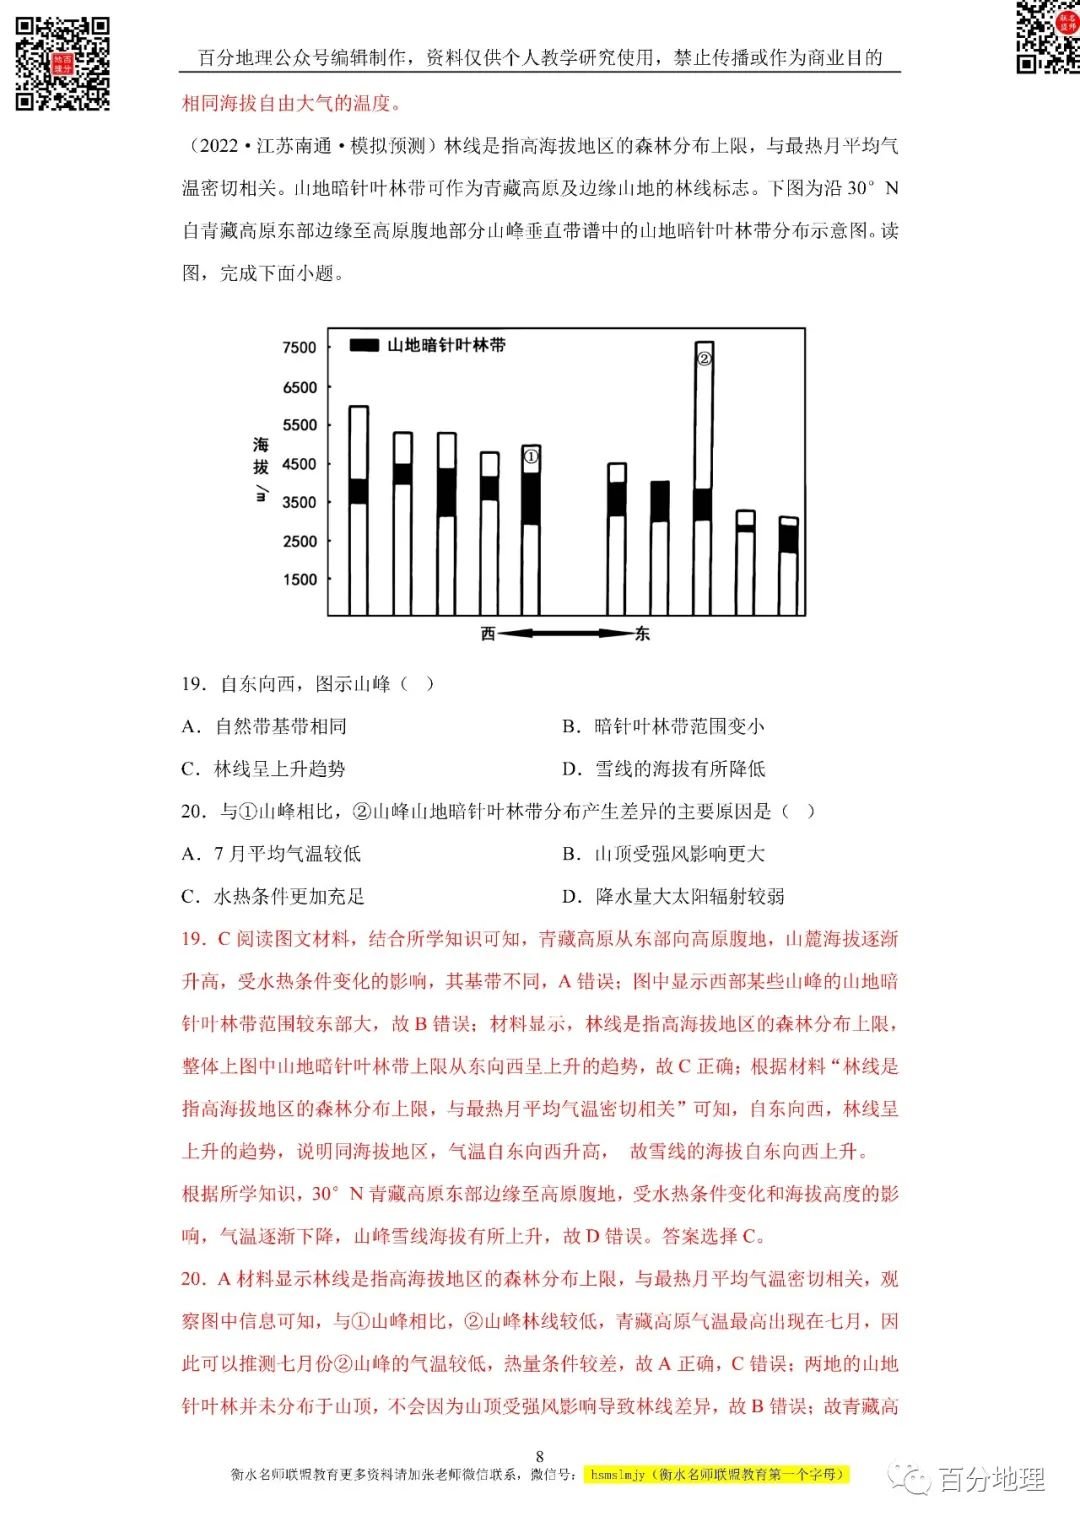 百分地理公众号编辑制作，资料仅供个人教学研究使用，禁止传播或作为商业目的
相同海拔自由大气的温度。
（2022·江苏南通·模拟预测）林线是指高海拔地区的森林分布上限，与最热月平均气
温密切相关。山地暗针叶林带可作为青藏高原及边缘山地的林线标志。下图为沿 30°N
自青藏高原东部边缘至高原腹地部分山峰垂直带谱中的山地暗针叶林带分布示意图。读
图，完成下面小题。
7500
6500
5500
4500
3500
2500
1500
海拔/m
山地暗针叶林带
①
②
西
东
19．自东向西，图示山峰（ ）
A．自然带基带相同
B．暗针叶林带范围变小
C．林线呈上升趋势
D．雪线的海拔有所降低
20．与①山峰相比，②山峰山地暗针叶林带分布产生差异的主要原因是（ ）
A．7 月平均气温较低
B．山顶受强风影响更大
C．水热条件更加充足
D．降水量大太阳辐射较弱
19．C 阅读图文材料，结合所学知识可知，青藏高原从东部向高原腹地，山麓海拔逐渐
升高，受水热条件变化的影响，其基带不同，A 错误；图中显示西部某些山峰的山地暗
针叶林带范围较东部大，故 B 错误；材料显示，林线是指高海拔地区的森林分布上限，
整体上图中山地暗针叶林带上限从东向西呈上升的趋势，故 C 正确；根据材料“林线是
指高海拔地区的森林分布上限，与最热月平均气温密切相关”可知，自东向西，林线呈
上升的趋势，说明同海拔地区，气温自东向西升高， 故雪线的海拔自东向西上升。
根据所学知识，30°N 青藏高原东部边缘至高原腹地，受水热条件变化和海拔高度的影
响，气温逐渐下降，山峰雪线海拔有所上升，故 D 错误。答案选择 C。
20．A 材料显示林线是指高海拔地区的森林分布上限，与最热月平均气温密切相关，观
察图中信息可知，与①山峰相比，②山峰林线较低，青藏高原气温最高出现在七月，因
此可以推测七月份②山峰的气温较低，热量条件较差，故 A 正确，C 错误；两地的山地
针叶林并未分布于山顶，不会因为山顶受强风影响导致林线差异，故 B 错误；故青藏高
8
衡水名师联盟教育更多资料请加张老师微信联系，微信号： hsmslmjy（衡水名师联盟教育第一个字母）
百分地理